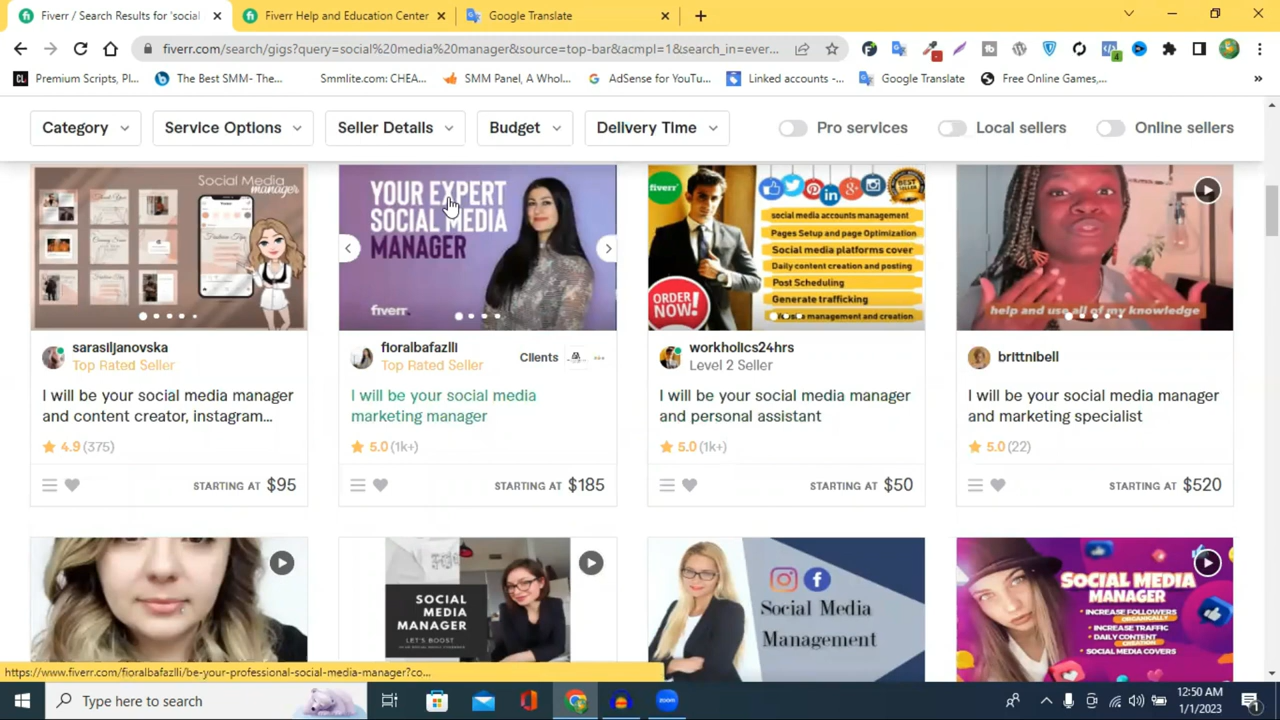 Fiverr / Search Results for 'social
Fiverr Help and Education Center
Google Translate
fiverr.com/search/gigs?query=social%20media%20manager&source=top-bar&acmpl=1&search_in=ever...
4
Premium Scripts, Pl...
The Best SMM- The...
Smmlite.com: CHEA...
SMM Panel, A Whol...
AdSense for YouTu...
Linked accounts -...
Google Translate
Free Online Games,...
»
Category
Service Options
Seller Details
Budget
Delivery Time
Pro services
Local sellers
Online sellers
Social Media
manager
YOUR EXPERT
SOCIAL MEDIA
MANAGER
fiverr.
fiverr
BEST
social media accounts management
Pages Setup and page Optimization
Social media platforms cover
Daily content creation and posting
Post Scheduling
Generate trafficking
management and creation
ORDER
NOW!
help and use all of my knowledge
sarasiljanovska
Top Rated Seller
I will be your social media manager
and content creator, instagram...
4.9 (375)
STARTING AT $95
fioralbafazlli
Top Rated Seller
Clients
I will be your social media
marketing manager
5.0 (1k+)
STARTING AT $185
workholics24hrs
Level 2 Seller
I will be your social media manager
and personal assistant
5.0 (1k+)
STARTING AT $50
brittnibell
I will be your social media manager
and marketing specialist
5.0 (22)
STARTING AT $520
SOCIAL
MEDIA
MANAGER
LET'S BOOST
Social Media
Management
SOCIAL MEDIA
MANAGER
INCREASE FOLLOWERS
ORGANICALLY
INCREASE TRAFFIC
DAILY CONTENT
CREATION
SOCIAL MEDIA COVERS
https://www.fiverr.com/fioralbafazlli/be-your-professional-social-media-manager?co...
Type here to search
zoom
12:50 AM
1/1/2023
1